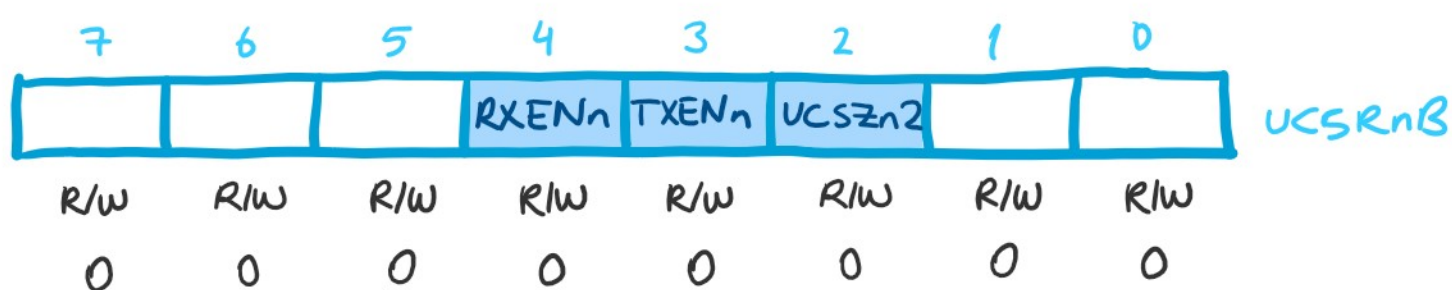 7 6 5 4 3 2 1 0
RXENn TXENn UCSZn2 UCSRnB
R/W R/W R/W R/W R/W R/W R/W R/W
0 0 0 0 0 0 0 0